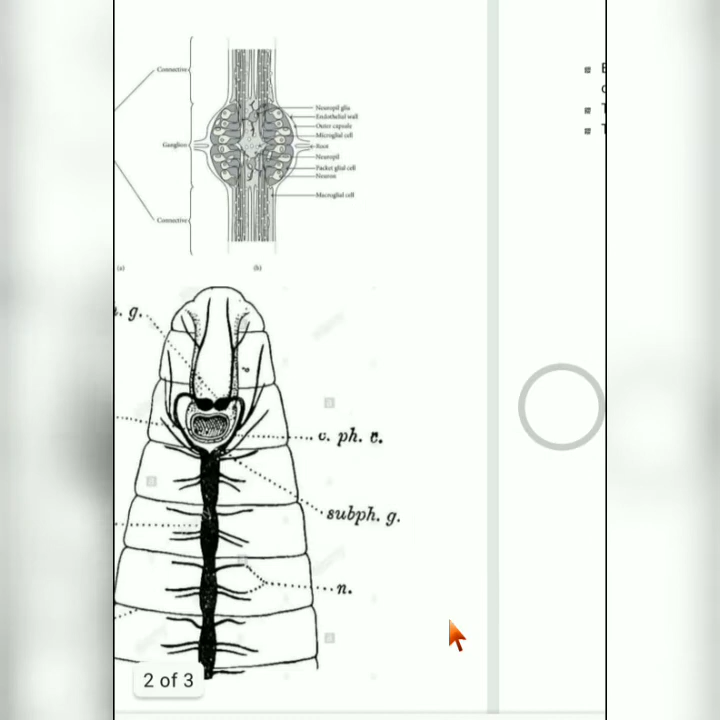 Connective
Neuropil glia
Endothelial wall
Outer capsule
Microglial cell
Ganglion
Root
Neuropil
Packet glial cell
Neuron
Macroglial cell
Connective
(a)
(b)
g.
c. ph. c.
subph. g.
n.
2 of 3